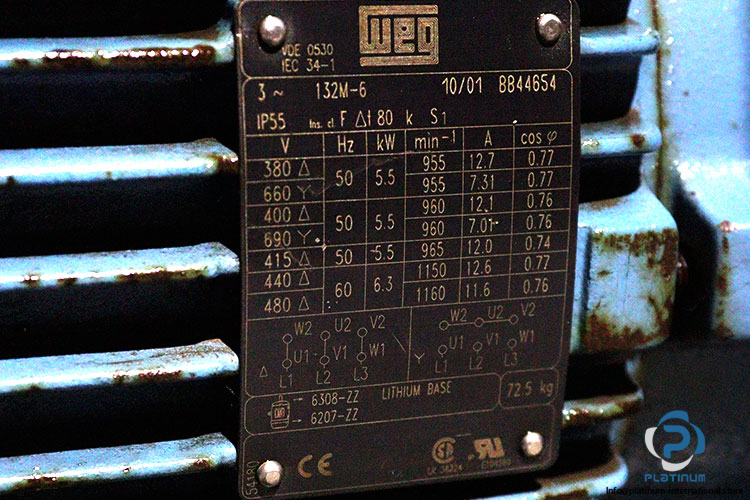 WEG
VDE 0530
IEC 34-1
3 ~ 132M-6 10/01 BB44654
IP55 Ins. cl. F Δt 80 k S1
V Hz kW min-1 A cos φ
380 Δ 50 5.5 955 12.7 0.77
660 Y 955 7.31 0.77
400 Δ 50 5.5 960 12.1 0.76
690 Y 960 7.01 0.76
415 Δ 50 5.5 965 12.0 0.74
440 Δ 60 6.3 1150 12.6 0.77
480 Δ 1160 11.6 0.76
W2 U2 V2 W2 U2 V2
U1 V1 W1 U1 V1 W1
Δ L1 L2 L3 Y L1 L2 L3
6308-ZZ LITHIUM BASE 72.5 kg
6207-ZZ
CE
PLATINUM